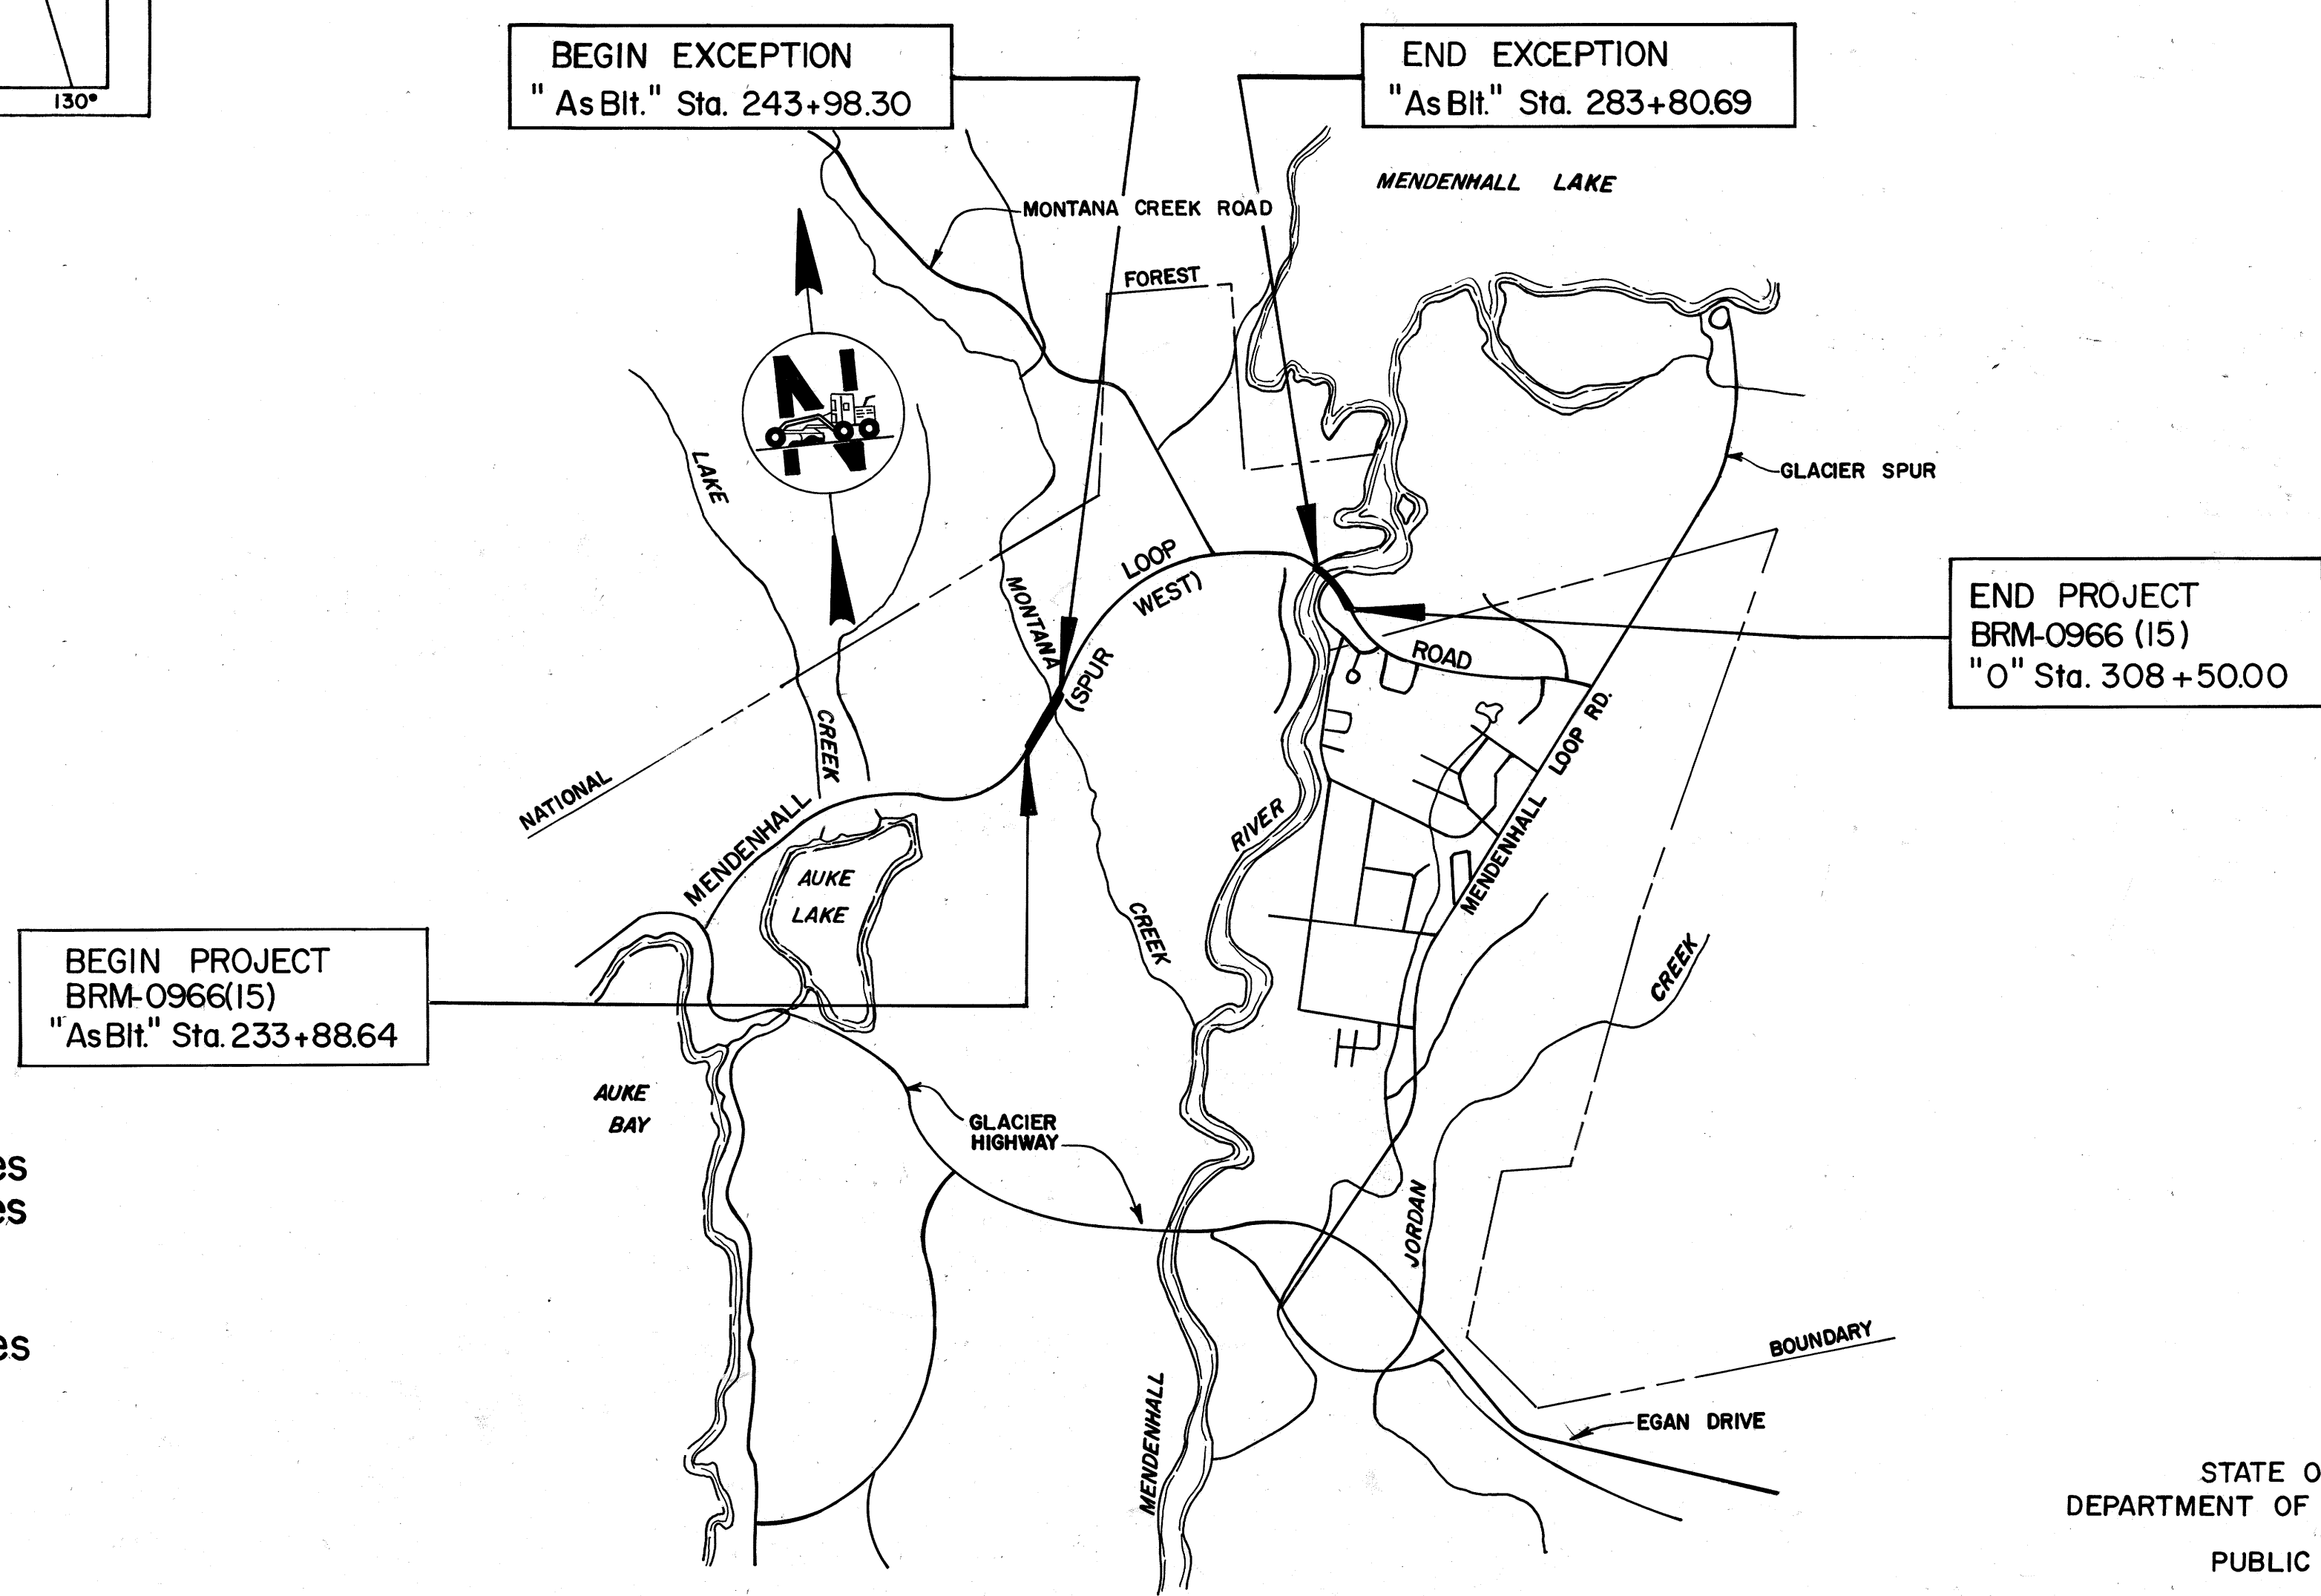 130°
BEGIN EXCEPTION
"As Blt." Sta. 243+98.30
END EXCEPTION
"As Blt." Sta. 283+80.69
MENDENHALL LAKE
MONTANA CREEK ROAD
FOREST
N
LAKE
CREEK
GLACIER SPUR
MONTANA
CREEK
LOOP
(SPUR WEST)
ROAD
END PROJECT
BRM-0966 (15)
"O" Sta. 308+50.00
NATIONAL
MENDENHALL
MENDENHALL LOOP RD.
RIVER
AUKE
LAKE
BEGIN PROJECT
BRM-0966(15)
"As Blt." Sta. 233+88.64
CREEK
AUKE
BAY
GLACIER
HIGHWAY
es
es
es
JORDAN
MENDENHALL
BOUNDARY
EGAN DRIVE
STATE O
DEPARTMENT OF
PUBLIC